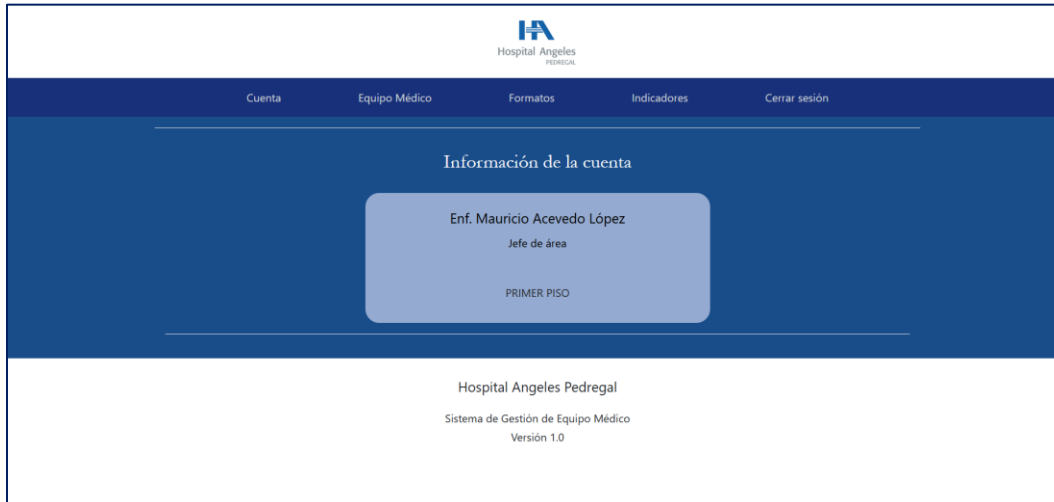 HA
Hospital Angeles
PEDREGAL
Cuenta Equipo Médico Formatos Indicadores Cerrar sesión
Información de la cuenta
Enf. Mauricio Acevedo López
Jefe de área
PRIMER PISO
Hospital Angeles Pedregal
Sistema de Gestión de Equipo Médico
Versión 1.0